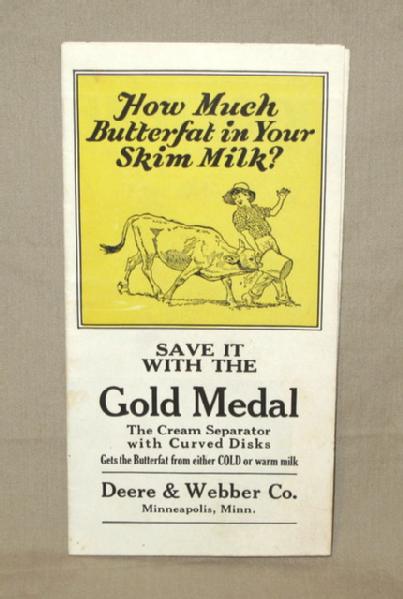 How Much
Butterfat in Your
Skim Milk?
SAVE IT
WITH THE
Gold Medal
The Cream Separator
with Curved Disks
Gets the Butterfat from either COLD or warm milk
Deere & Webber Co.
Minneapolis, Minn.